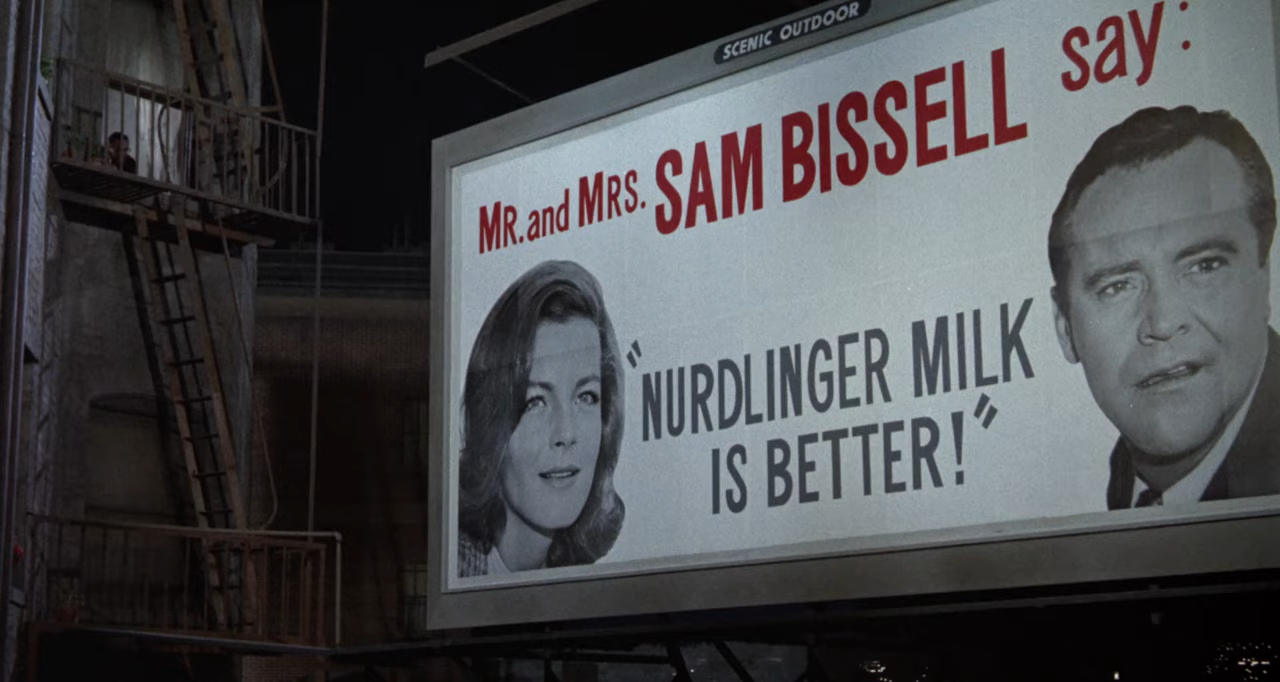 SCENIC OUTDOOR
MR. and MRS. SAM BISSELL say:
"NURDLINGER MILK
IS BETTER!"